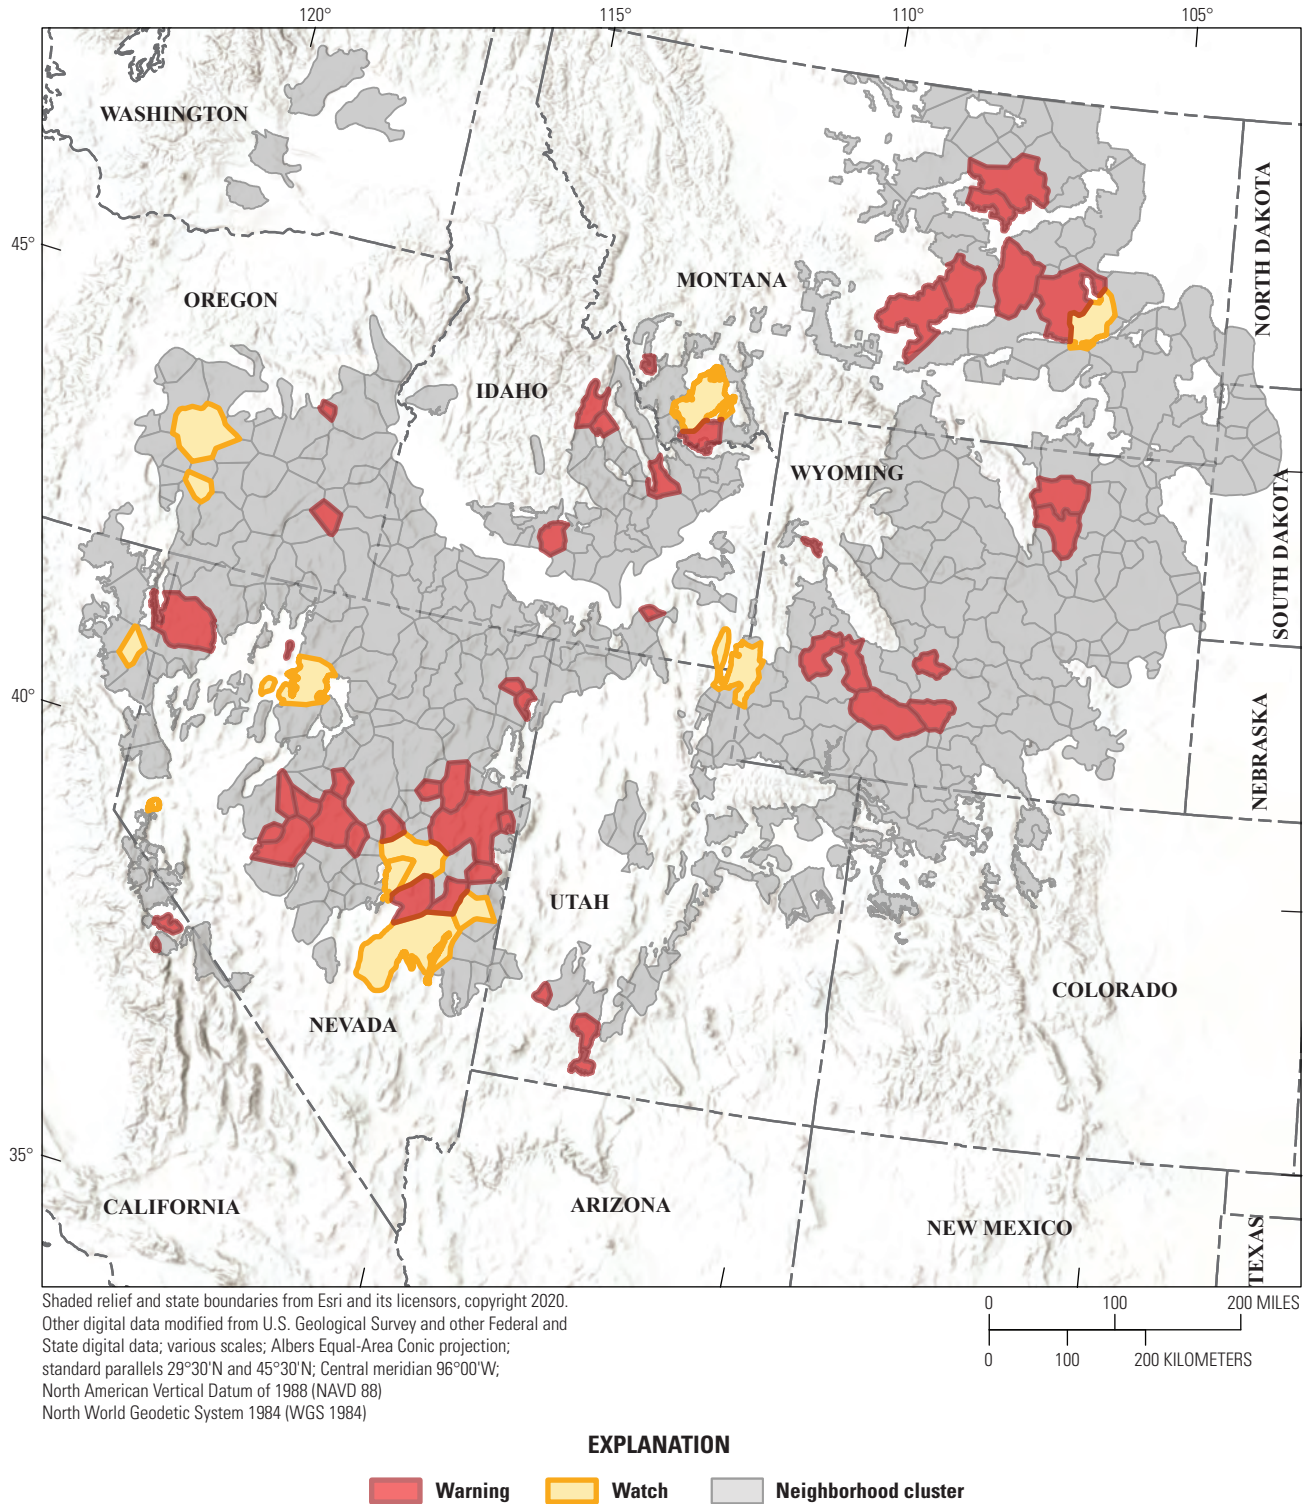 120°
115°
110°
105°
WASHINGTON
NORTH DAKOTA
45°
MONTANA
OREGON
IDAHO
WYOMING
SOUTH DAKOTA
40°
NEBRASKA
UTAH
COLORADO
NEVADA
35°
CALIFORNIA
ARIZONA
NEW MEXICO
TEXAS
Shaded relief and state boundaries from Esri and its licensors, copyright 2020.
Other digital data modified from U.S. Geological Survey and other Federal and
State digital data; various scales; Albers Equal-Area Conic projection;
standard parallels 29°30'N and 45°30'N; Central meridian 96°00'W;
North American Vertical Datum of 1988 (NAVD 88)
North World Geodetic System 1984 (WGS 1984)
0 100 200 MILES
0 100 200 KILOMETERS
EXPLANATION
Warning
Watch
Neighborhood cluster